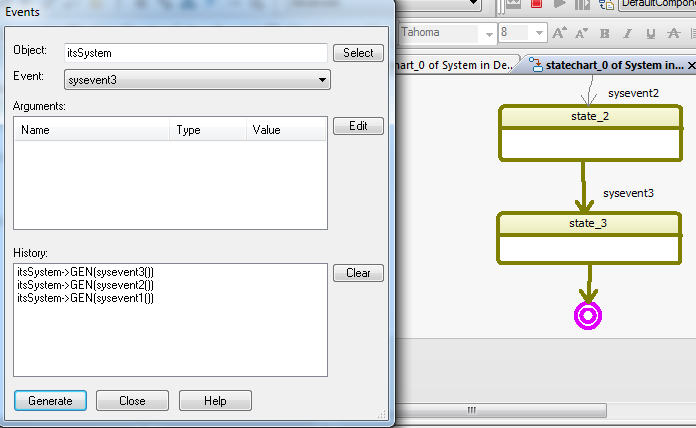 Events
Object:
itsSystem
Select
Event:
sysevent3
Arguments:
Name Type Value
Edit
History:
itsSystem->GEN(sysevent3())
itsSystem->GEN(sysevent2())
itsSystem->GEN(sysevent1())
Clear
Generate Close Help
DefaultCompone
Tahoma 8 A A B I U A
hart_0 of System in De... statechart_0 of System in...
sysevent2
state_2
sysevent3
state_3